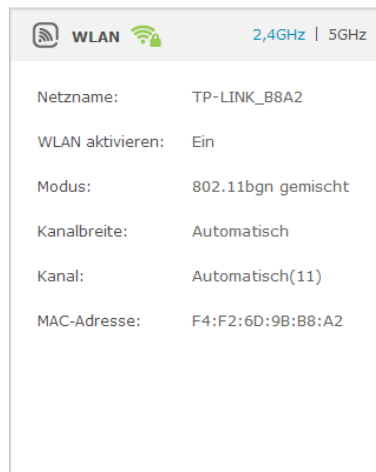 WLAN 2,4GHz | 5GHz
Netzname: TP-LINK_B8A2
WLAN aktivieren: Ein
Modus: 802.11bgn gemischt
Kanalbreite: Automatisch
Kanal: Automatisch(11)
MAC-Adresse: F4:F2:6D:9B:B8:A2